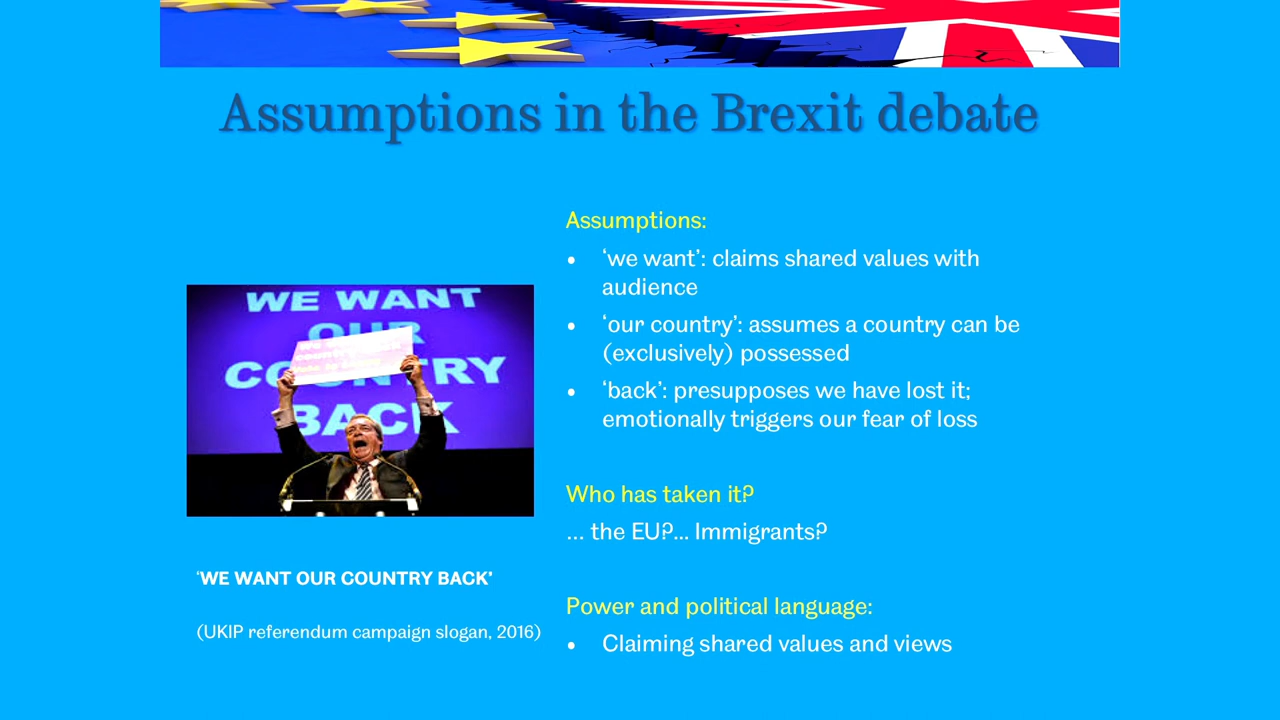 Assumptions in the Brexit debate
WE WANT
OUR
COUNTRY
BACK
'WE WANT OUR COUNTRY BACK'
(UKIP referendum campaign slogan, 2016)
Assumptions:
• ‘we want’: claims shared values with
audience
• ‘our country’: assumes a country can be
(exclusively) possessed
• ‘back’: presupposes we have lost it;
emotionally triggers our fear of loss
Who has taken it?
... the EU?... Immigrants?
Power and political language:
• Claiming shared values and views